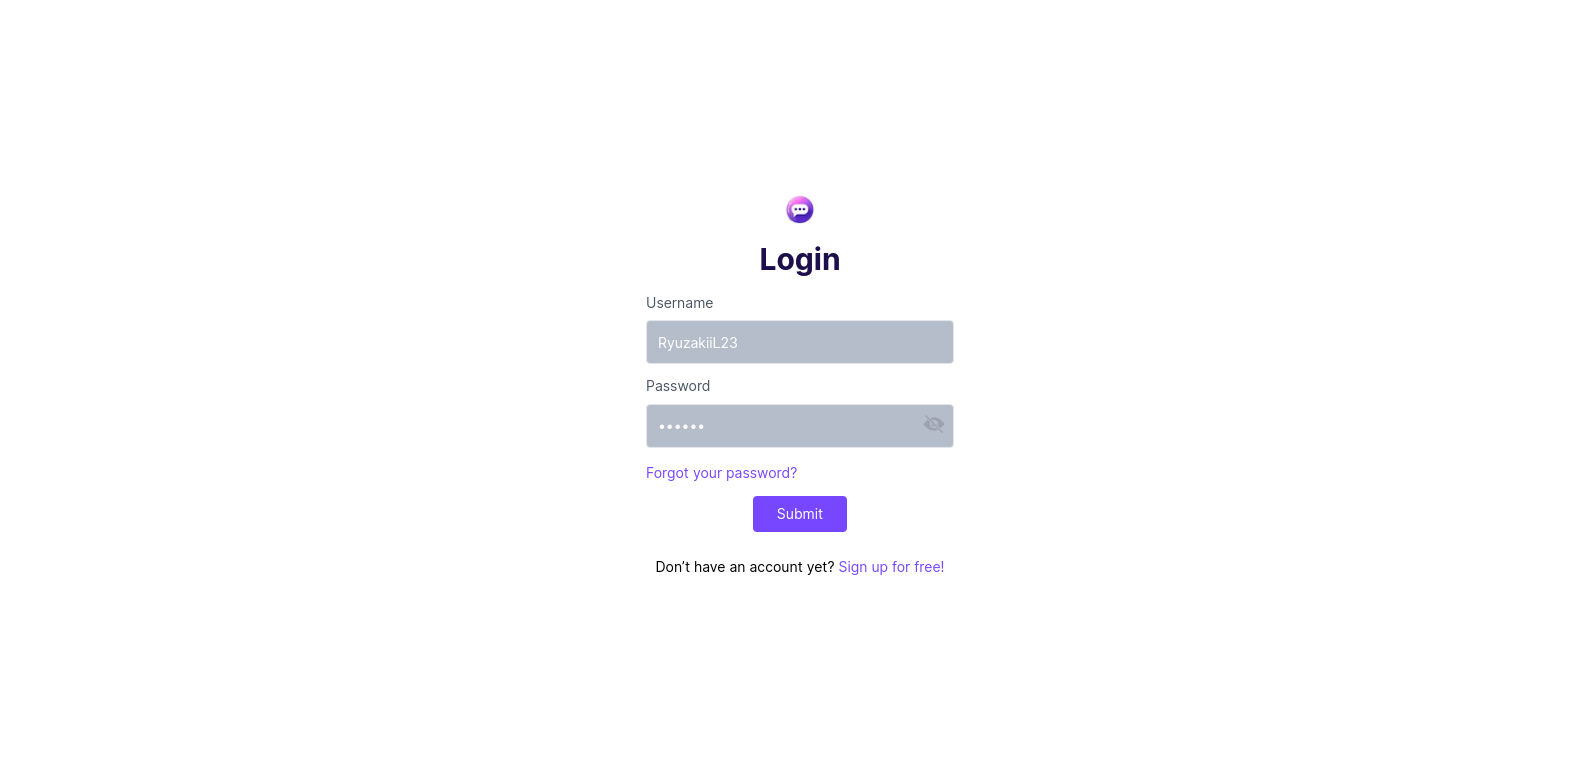 Login
Username
RyuzakiiL23
Password
••••••
Forgot your password?
Submit
Don’t have an account yet? Sign up for free!